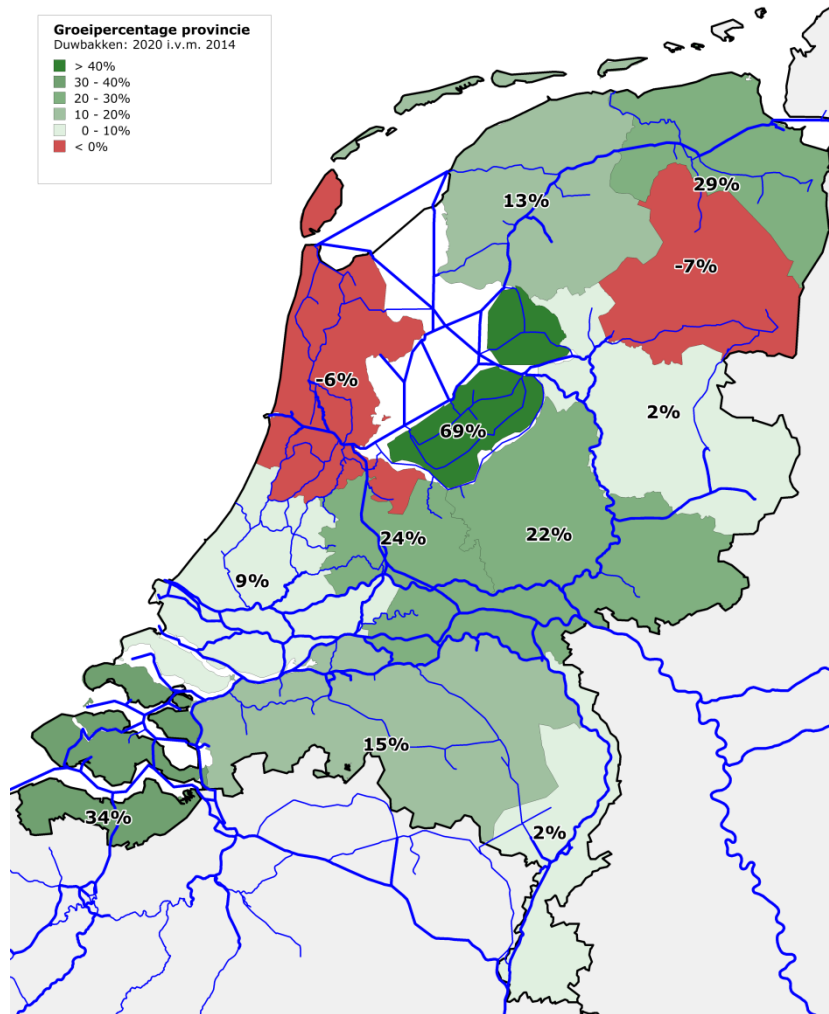 Groeipercentage provincie
Duwbakken: 2020 i.v.m. 2014
> 40%
30 - 40%
20 - 30%
10 - 20%
0 - 10%
< 0%
29%
13%
-7%
-6%
2%
69%
24%
22%
9%
15%
34%
2%